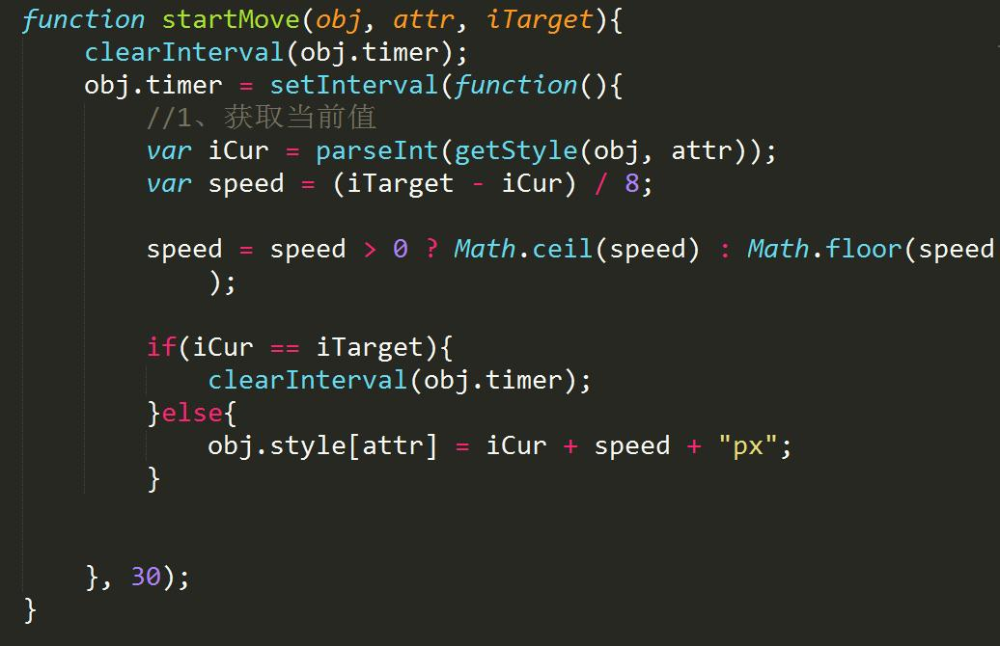 function startMove(obj, attr, iTarget){
    clearInterval(obj.timer);
    obj.timer = setInterval(function(){
        //1、获取当前值
        var iCur = parseInt(getStyle(obj, attr));
        var speed = (iTarget - iCur) / 8;

        speed = speed > 0 ? Math.ceil(speed) : Math.floor(speed
            );

        if(iCur == iTarget){
            clearInterval(obj.timer);
        }else{
            obj.style[attr] = iCur + speed + "px";
        }


    }, 30);
}